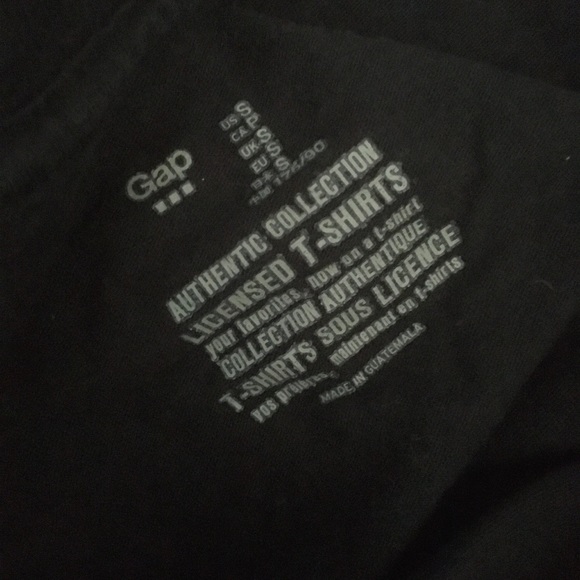 Gap
US S
CA P
UK S
EU S
S
AUTHENTIC COLLECTION
LICENSED T-SHIRTS
your favorites, now on a t-shirt
COLLECTION AUTHENTIQUE
T-SHIRTS SOUS LICENCE
vos maintenant en t-shirts
MADE IN GUATEMALA